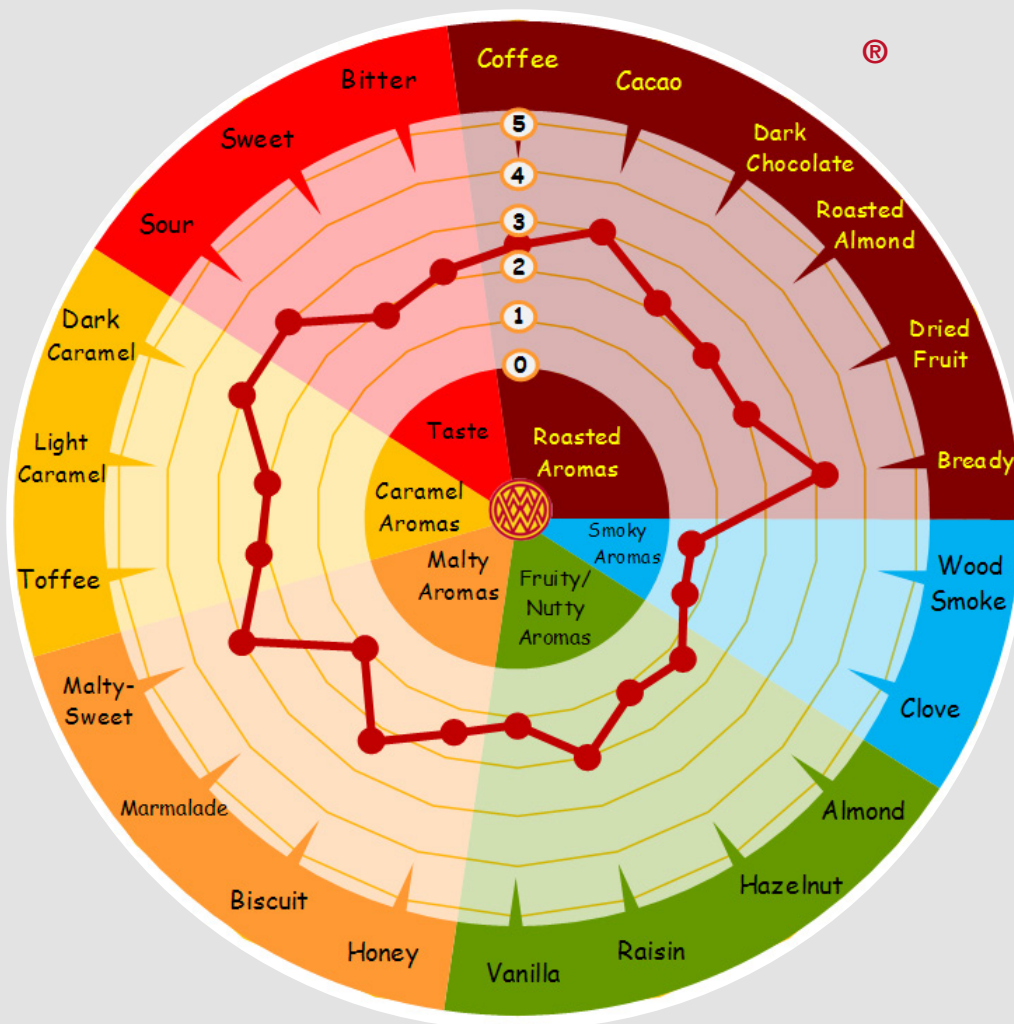 ®
Coffee
Cacao
Dark
Chocolate
Roasted
Almond
Dried
Fruit
Bready
Wood
Smoke
Clove
Almond
Hazelnut
Raisin
Vanilla
Honey
Biscuit
Marmalade
Malty-
Sweet
Toffee
Light
Caramel
Dark
Caramel
Sour
Sweet
Bitter
5
4
3
2
1
0
Taste
Roasted
Aromas
Caramel
Aromas
Smoky
Aromas
Malty
Aromas
Fruity/
Nutty
Aromas